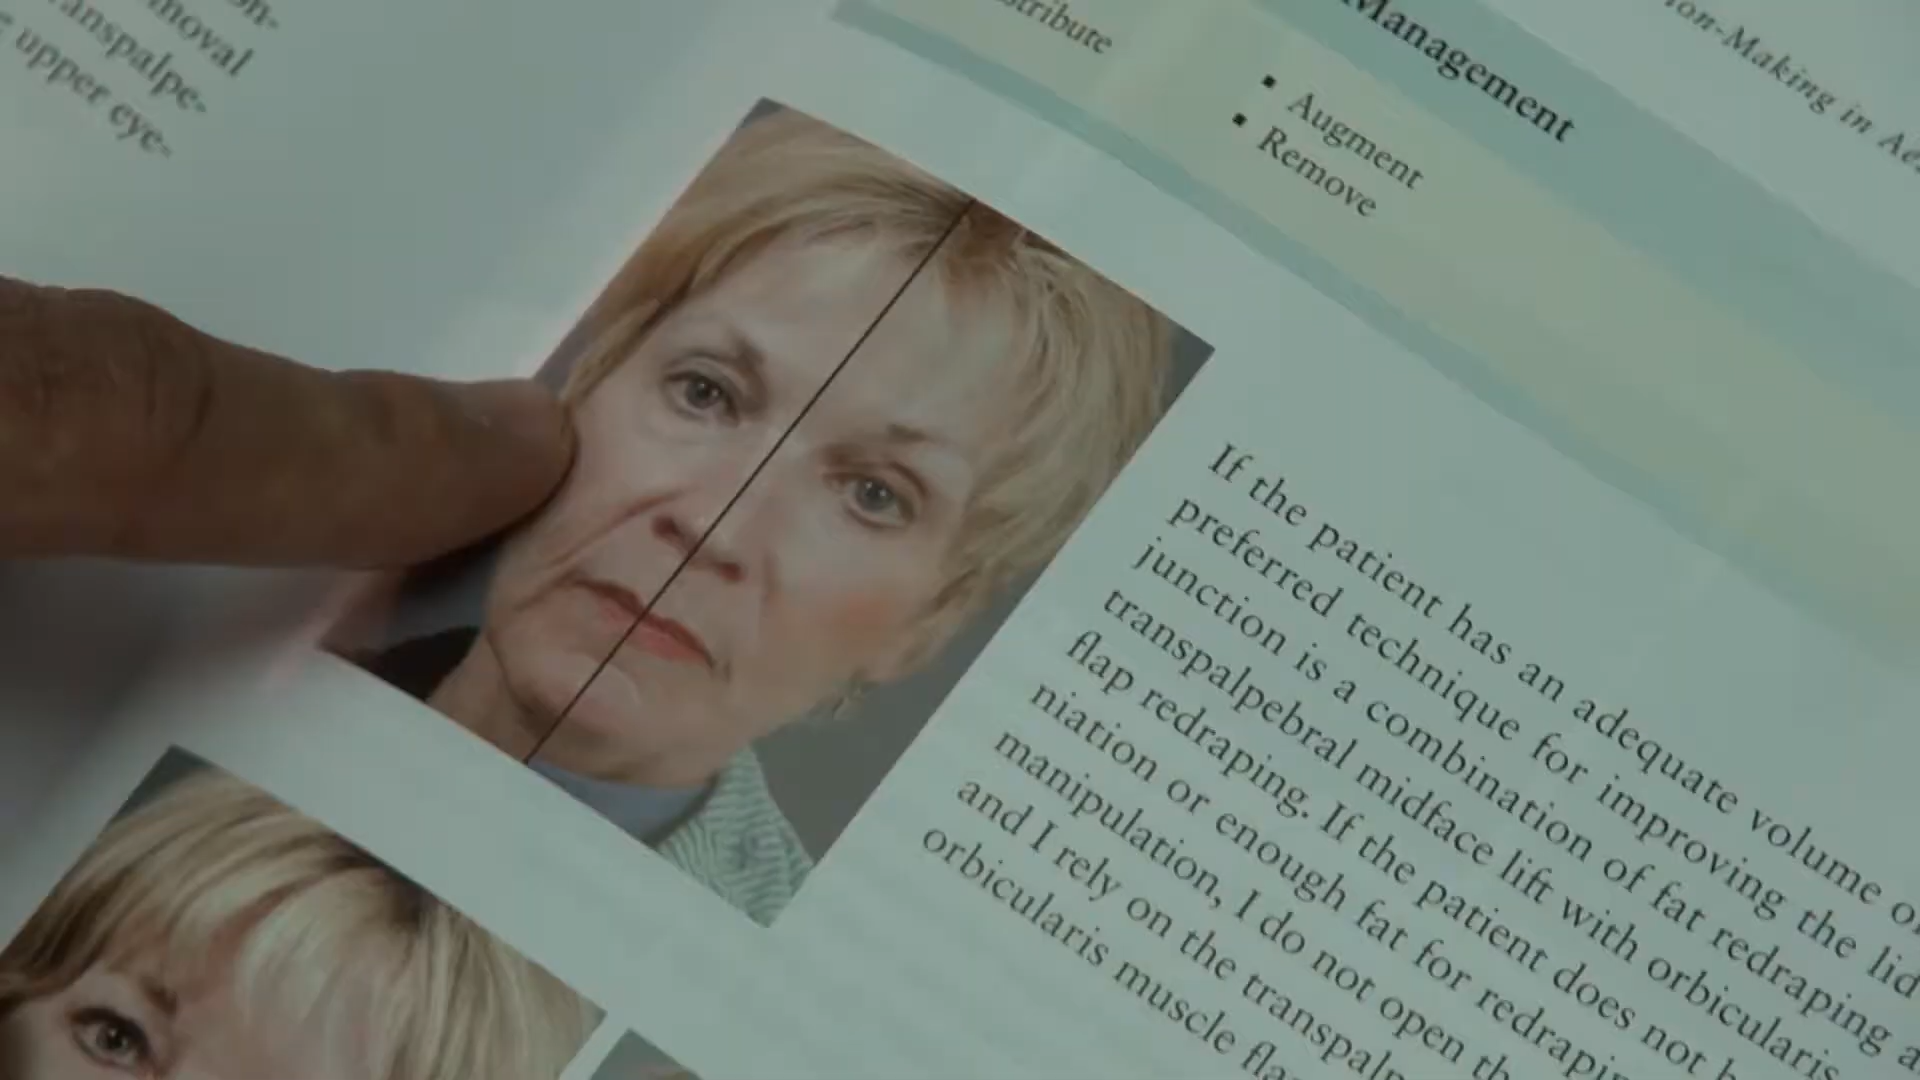 moval
anspalpe-
upper eye-
stribute
Management
▪ Augment
▪ Remove
ion-Making in Ae
If the patient has an adequate volume o
preferred technique for improving the lid
junction is a combination of fat redraping a
transpalpebral midface lift with orbicularis
flap redraping. If the patient does not h
niation or enough fat for redrapin
manipulation, I do not open th
and I rely on the transpalp
orbicularis muscle fla